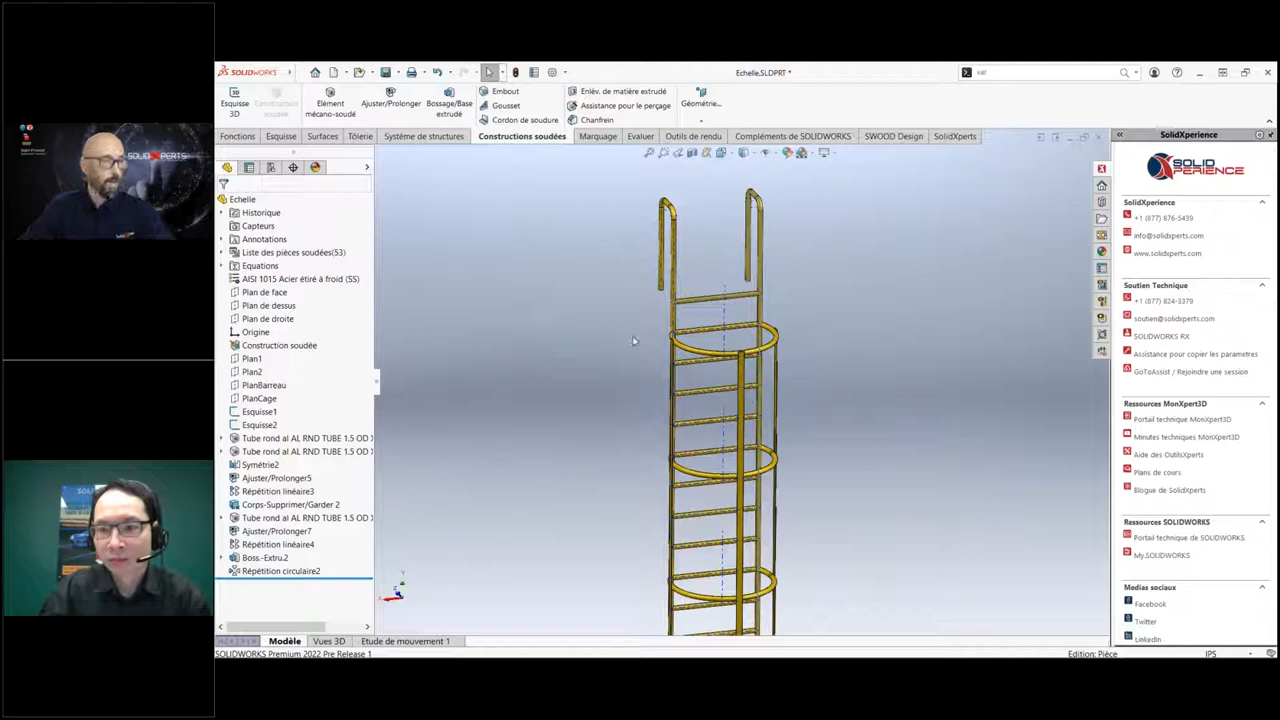 SOLIDXPERTS
SOLIDWORKS
Echelle.SLDPRT *
var
Esquisse 3D
Construction soudée
Elément mécano-soudé
Ajuster/Prolonger
Bossage/Base extrudé
Embout
Gousset
Cordon de soudure
Enlèv. de matière extrudé
Assistance pour le perçage
Chanfrein
Géométrie...
Fonctions
Esquisse
Surfaces
Tôlerie
Système de structures
Constructions soudées
Marquage
Evaluer
Outils de rendu
Compléments de SOLIDWORKS
SWOOD Design
SolidXperts
Echelle
Historique
Capteurs
Annotations
Liste des pièces soudées(53)
Equations
AISI 1015 Acier étiré à froid (SS)
Plan de face
Plan de dessus
Plan de droite
Origine
Construction soudée
Plan1
Plan2
PlanBarreau
PlanCage
Esquisse1
Esquisse2
Tube rond al AL RND TUBE 1.5 OD X
Tube rond al AL RND TUBE 1.5 OD X
Symétrie2
Ajuster/Prolonger5
Répétition linéaire3
Corps-Supprimer/Garder 2
Tube rond al AL RND TUBE 1.5 OD X
Ajuster/Prolonger7
Répétition linéaire4
Boss.-Extru.2
Répétition circulaire2
Modèle
Vues 3D
Etude de mouvement 1
SOLIDWORKS Premium 2022 Pre Release 1
Edition: Pièce
IPS
SolidXperience
SOLID XPERIENCE
SolidXperience
+1 (877) 876-5439
info@solidxperts.com
www.solidxperts.com
Soutien Technique
+1 (877) 824-3379
soutien@solidxperts.com
SOLIDWORKS RX
Assistance pour copier les parametres
GoToAssist / Rejoindre une session
Ressources MonXpert3D
Portail technique MonXpert3D
Minutes techniques MonXpert3D
Aide des OutilsXperts
Plans de cours
Blogue de SolidXperts
Ressources SOLIDWORKS
Portail technique de SOLIDWORKS
My.SOLIDWORKS
Medias sociaux
Facebook
Twitter
LinkedIn